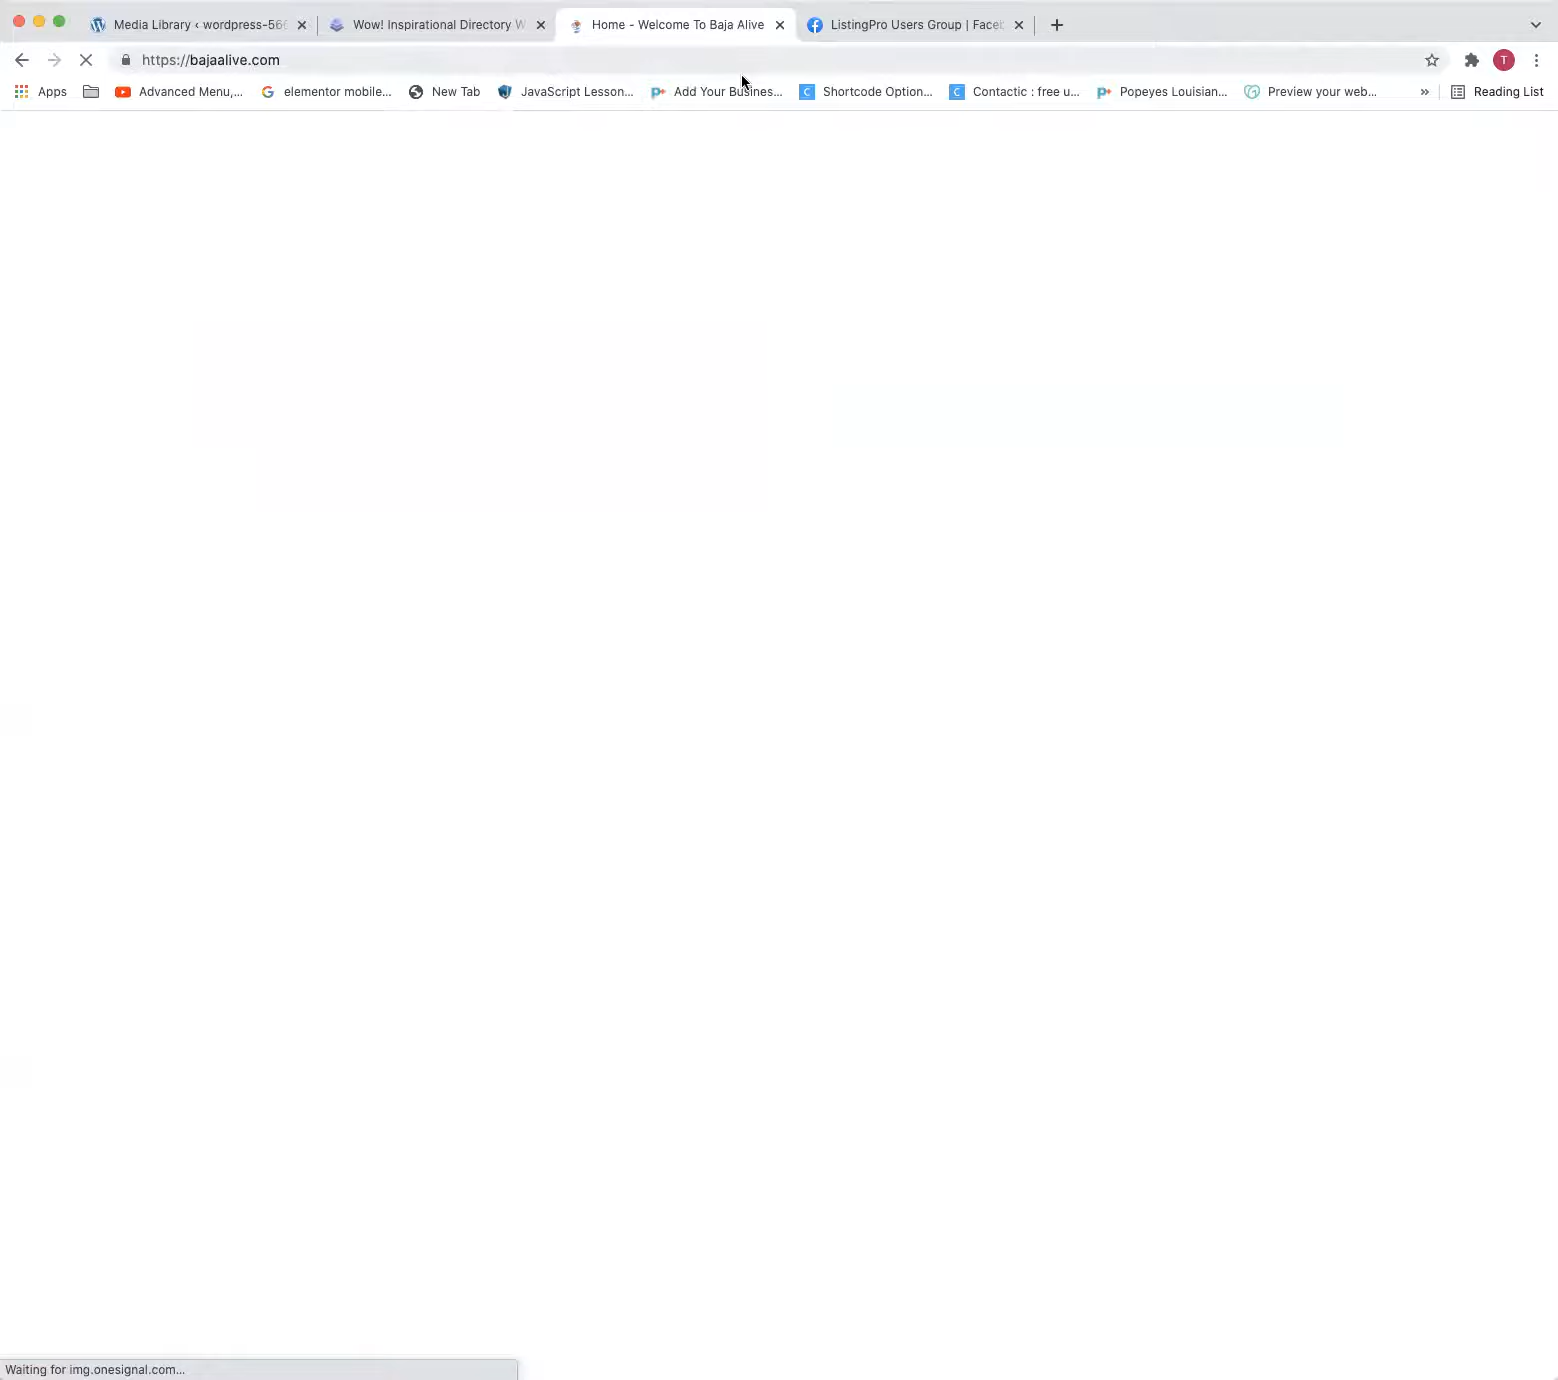 Media Library ‹ wordpress-566
Wow! Inspirational Directory W
Home - Welcome To Baja Alive
ListingPro Users Group | Faceb
https://bajaalive.com
T
Apps
Advanced Menu,...
elementor mobile...
New Tab
JavaScript Lesson...
Add Your Busines...
Shortcode Option...
Contactic : free u...
Popeyes Louisian...
Preview your web...
»
Reading List
Waiting for img.onesignal.com...